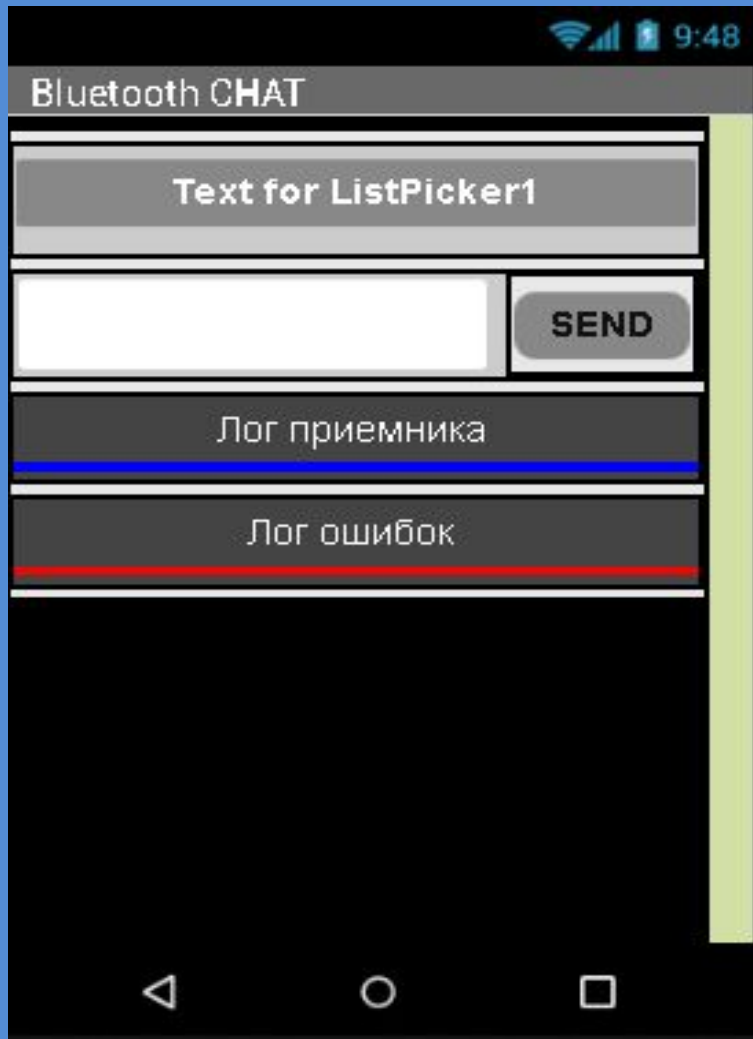 9:48
Bluetooth CHAT
Text for ListPicker1
SEND
Лог приемника
Лог ошибок